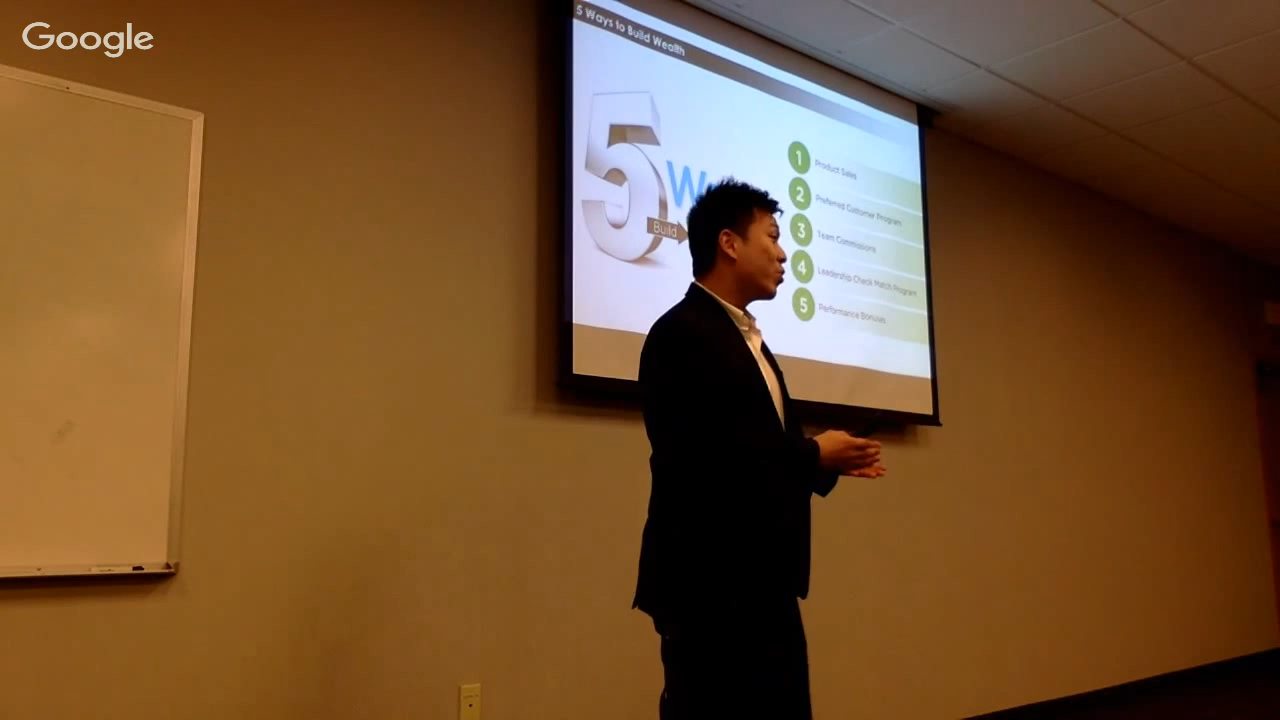 Google
5 Ways to Build Wealth
5
W
Build
1 Product Sales
2 Preferred Customer Program
3 Team Commissions
4 Leadership Check Match Program
5 Performance Bonuses